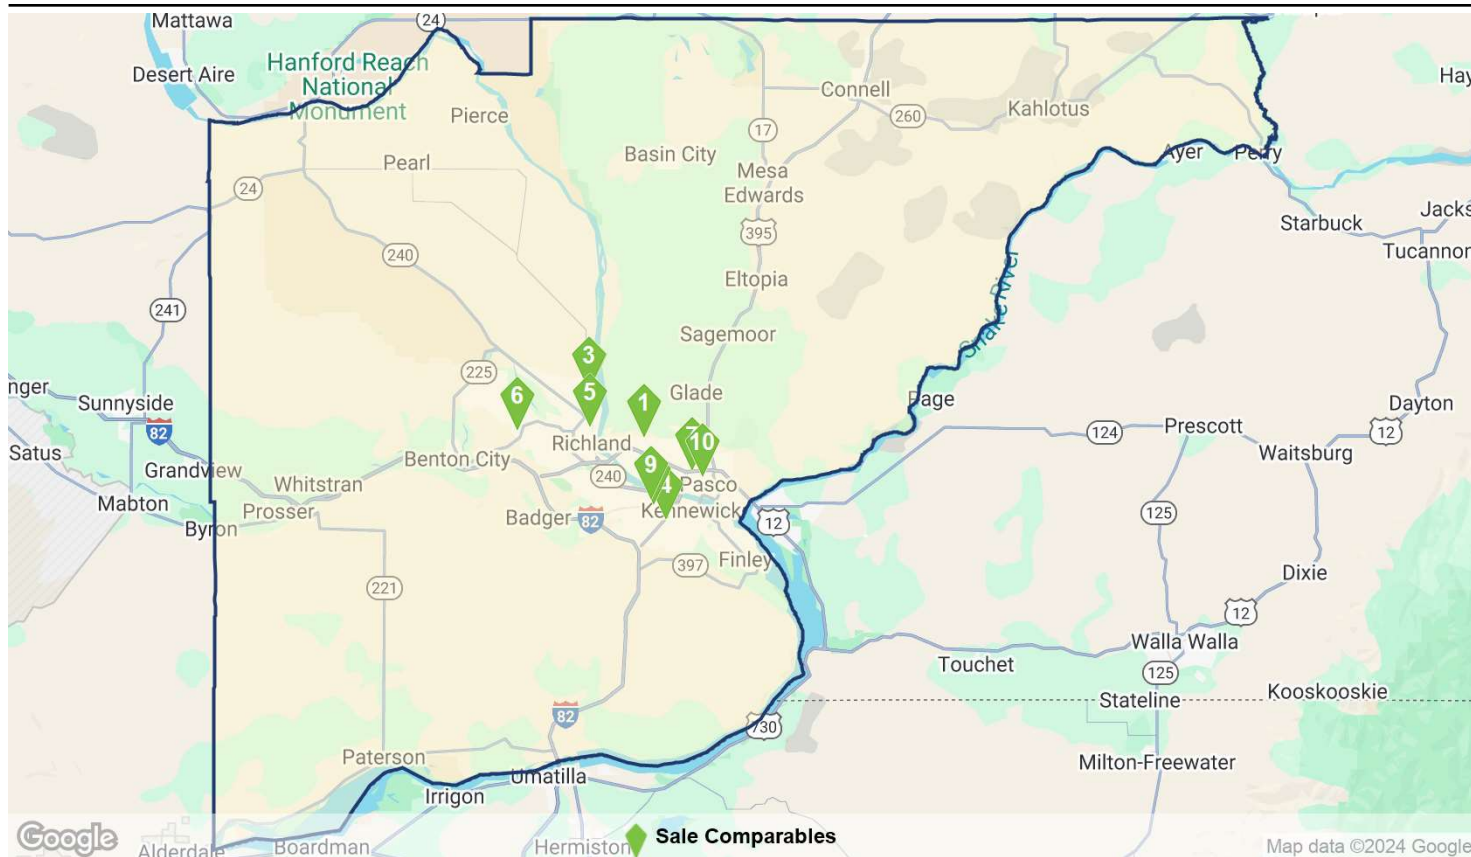 Mattawa
24
Desert Aire
Hanford Reach
National
Monument
Pierce
Connell
Kahlotus
260
17
Hay
Pearl
Basin City
Mesa
Edwards
Ayer
Perry
24
Starbuck
Jacks
Tucannon
395
240
Eltopia
241
Snake River
Sagemoor
3
225
6
5
1
Glade
nger
Sunnyside
82
Page
Dayton
12
Prescott
124
Waitsburg
Satus
Grandview
Benton City
Richland
7
10
9
240
4
Pasco
Mabton
Whitstran
Prosser
Byron
Badger
82
Kennewick
12
125
Finley
397
Dixie
221
12
Walla Walla
Touchet
125
Stateline
Kooskooskie
82
730
Paterson
Umatilla
Milton-Freewater
Irrigon
Google
Alderdale
Boardman
Hermiston
Sale Comparables
Map data ©2024 Google